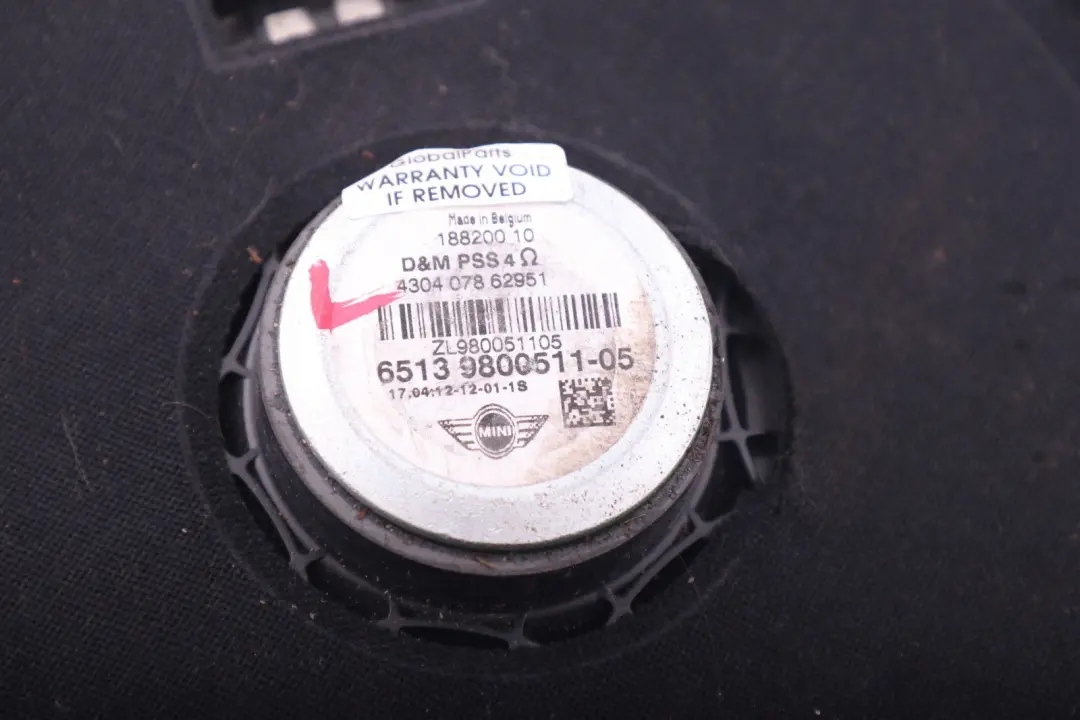 GlobalParts
WARRANTY VOID
IF REMOVED
Made in Belgium
188200 10
D&M PSS 4 Ω
4304 078 62951
ZL980051105
6513 9800511-05
17.04.12-12-01-1S
MINI
L